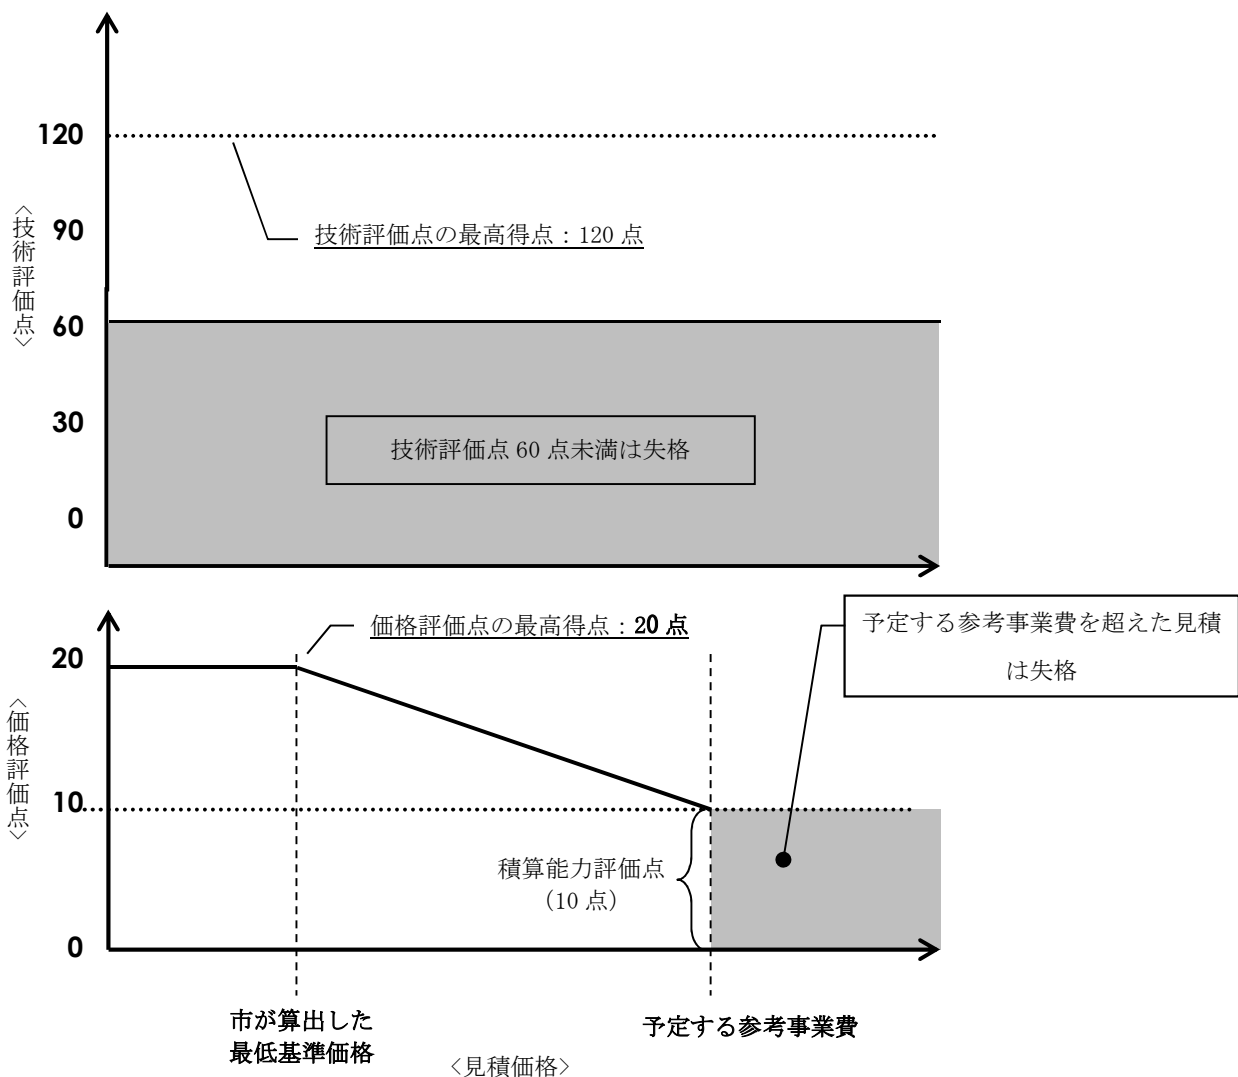 120
90
60
30
0
〈技術評価点〉
技術評価点の最高得点：120 点
技術評価点 60 点未満は失格
価格評価点の最高得点：20 点
予定する参考事業費を超えた見積
は失格
20
10
0
〈価格評価点〉
積算能力評価点
（10 点）
市が算出した
最低基準価格
予定する参考事業費
〈見積価格〉